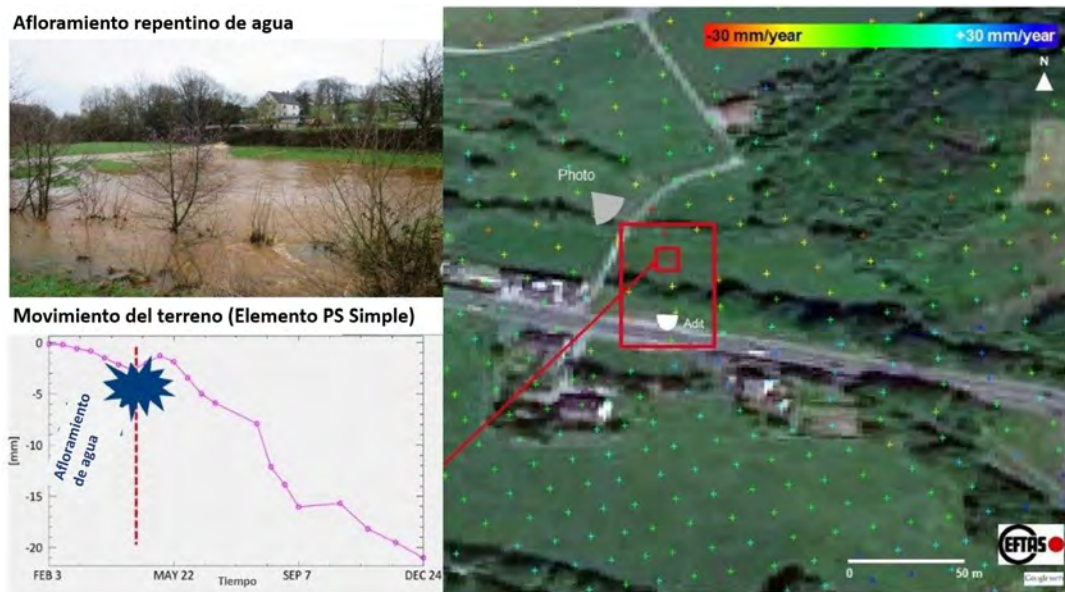 Afloramiento repentino de agua
-30 mm/year
+30 mm/year
N
Photo
Adit
Movimiento del terreno (Elemento PS Simple)
0
-5
-10
-15
-20
[mm]
Afloramiento
de agua
FEB 3
MAY 22
SEP 7
DEC 24
Tiempo
0
50 m
EFTAS
Google earth